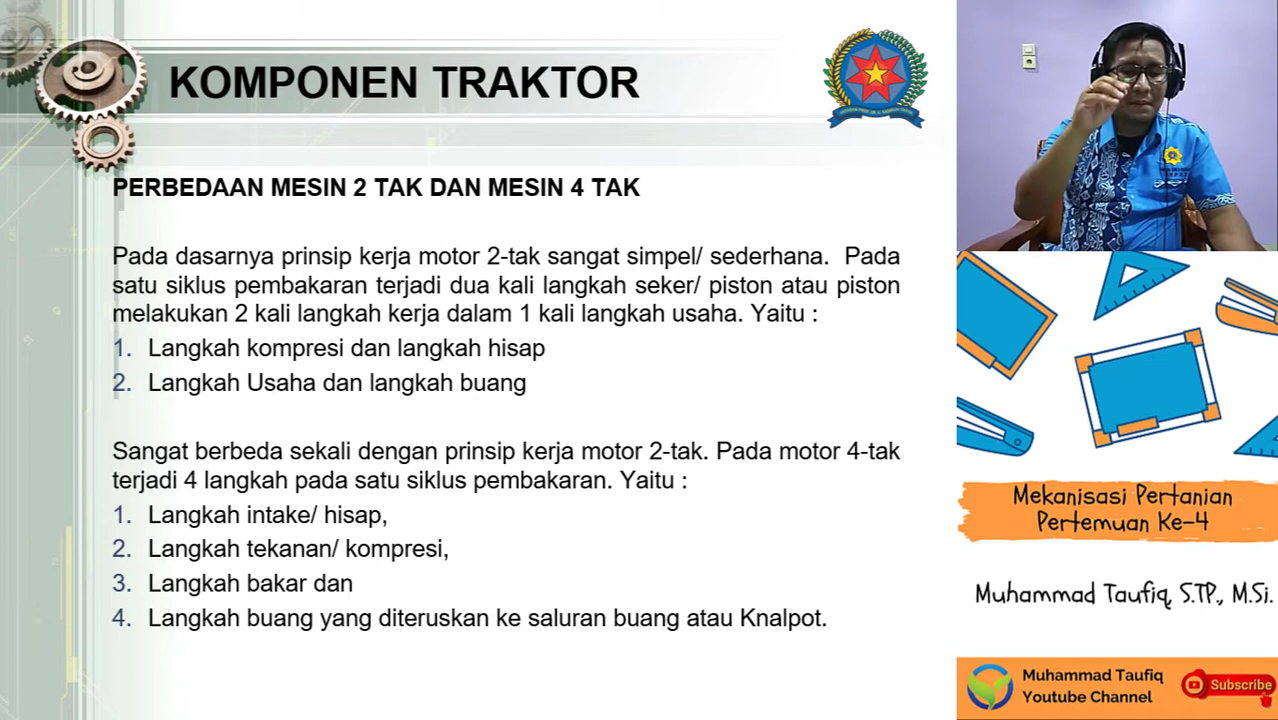 KOMPONEN TRAKTOR
PERBEDAAN MESIN 2 TAK DAN MESIN 4 TAK
Pada dasarnya prinsip kerja motor 2-tak sangat simpel/ sederhana. Pada
satu siklus pembakaran terjadi dua kali langkah seker/ piston atau piston
melakukan 2 kali langkah kerja dalam 1 kali langkah usaha. Yaitu :
1. Langkah kompresi dan langkah hisap
2. Langkah Usaha dan langkah buang
Sangat berbeda sekali dengan prinsip kerja motor 2-tak. Pada motor 4-tak
terjadi 4 langkah pada satu siklus pembakaran. Yaitu :
1. Langkah intake/ hisap,
2. Langkah tekanan/ kompresi,
3. Langkah bakar dan
4. Langkah buang yang diteruskan ke saluran buang atau Knalpot.
Mekanisasi Pertanian
Pertemuan Ke-4
Muhammad Taufiq, S.TP., M.Si.
Muhammad Taufiq
Youtube Channel
Subscribe